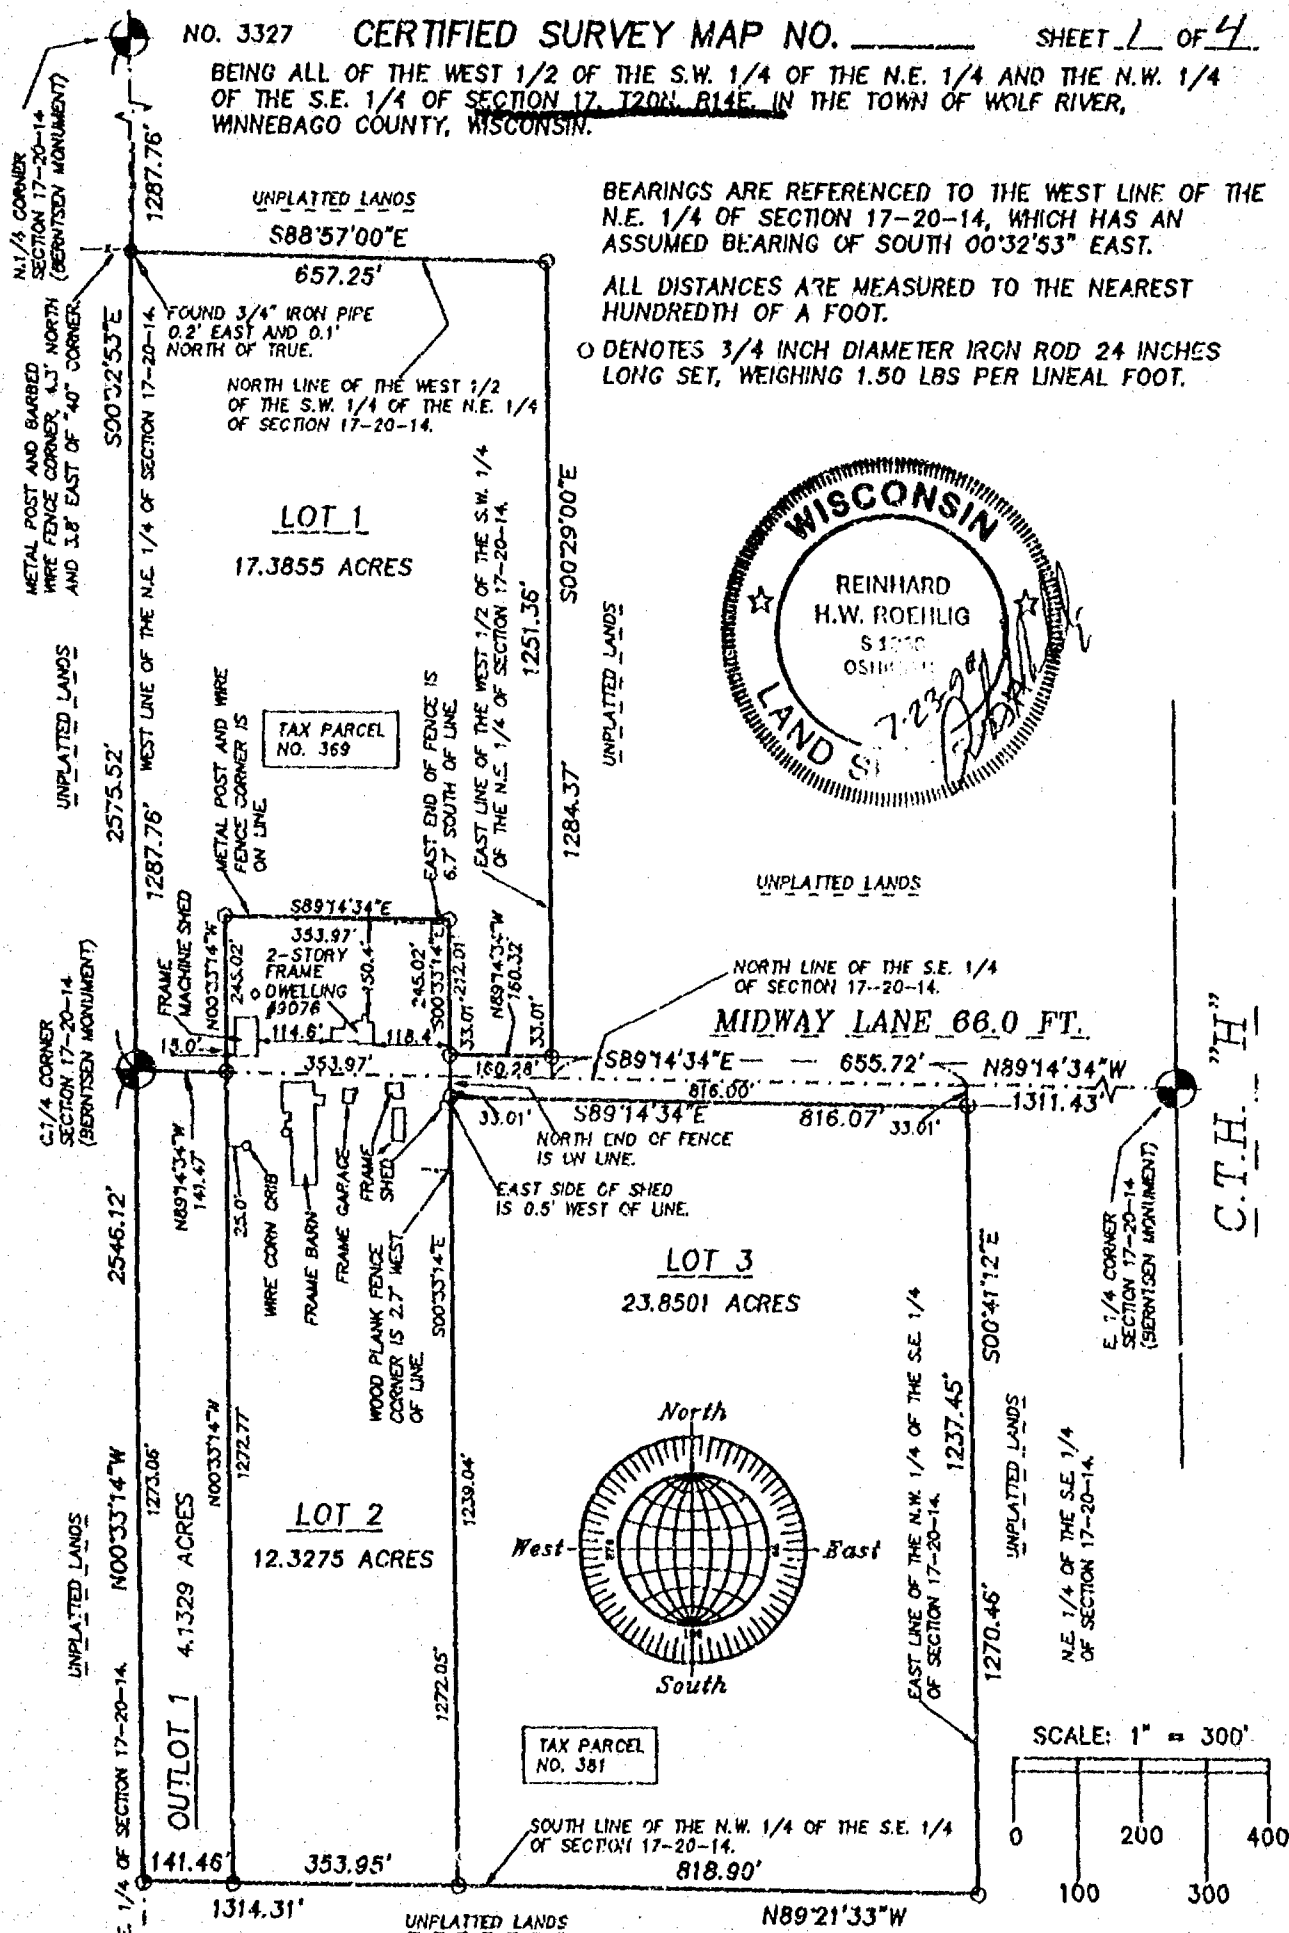 NO. 3327 CERTIFIED SURVEY MAP NO. SHEET 1 OF 4
BEING ALL OF THE WEST 1/2 OF THE S.W. 1/4 OF THE N.E. 1/4 AND THE N.W. 1/4
OF THE S.E. 1/4 OF SECTION 17, T20N, R14E, IN THE TOWN OF WOLF RIVER,
WINNEBAGO COUNTY, WISCONSIN.
N.1/4 CORNER
SECTION 17-20-14
(BERNTSEN MONUMENT)
1287.76'
UNPLATTED LANDS
S88°57'00"E
657.25'
BEARINGS ARE REFERENCED TO THE WEST LINE OF THE
N.E. 1/4 OF SECTION 17-20-14, WHICH HAS AN
ASSUMED BEARING OF SOUTH 00°32'53" EAST.
ALL DISTANCES ARE MEASURED TO THE NEAREST
HUNDREDTH OF A FOOT.
O DENOTES 3/4 INCH DIAMETER IRON ROD 24 INCHES
LONG SET, WEIGHING 1.50 LBS PER LINEAL FOOT.
FOUND 3/4" IRON PIPE
0.2' EAST AND 0.1'
NORTH OF TRUE.
NORTH LINE OF THE WEST 1/2
OF THE S.W. 1/4 OF THE N.E. 1/4
OF SECTION 17-20-14.
METAL POST AND BARBED
WIRE FENCE CORNER, 4.3' NORTH
AND 3.8' EAST OF "40" CORNER.
S00°32'53"E
WEST LINE OF THE N.E. 1/4 OF SECTION 17-20-14.
LOT 1
17.3855 ACRES
EAST LINE OF THE WEST 1/2 OF THE S.W. 1/4
OF THE N.E. 1/4 OF SECTION 17-20-14.
1251.36'
S00°29'00"E
UNPLATTED LANDS
1284.37'
WISCONSIN
REINHARD
H.W. ROEHLIG
LAND S
7-23-
UNPLATTED LANDS
2575.52'
1287.76'
TAX PARCEL
NO. 369
METAL POST AND WIRE
FENCE CORNER IS
ON LINE.
EAST END OF FENCE IS
6.7' SOUTH OF LINE.
UNPLATTED LANDS
S89°14'34"E
353.97'
2-STORY
FRAME
DWELLING
#9076
FRAME
MACHINE SHED
N00°33'14"W
245.02'
150.4'
245.02'
S00°33'14"E
272.01'
33.01'
N89°14'34"W
160.32'
33.01'
15.0'
114.6'
118.4'
353.97'
160.28'
NORTH LINE OF THE S.E. 1/4
OF SECTION 17-20-14.
MIDWAY LANE 66.0 FT.
S89°14'34"E 655.72' N89°14'34"W
816.00' 1311.43'
33.01' S89°14'34"E 816.07' 33.01'
C.1/4 CORNER
SECTION 17-20-14
(BERNTSEN MONUMENT)
N89°14'34"W
141.47'
NORTH END OF FENCE
IS ON LINE.
EAST SIDE OF SHED
IS 0.5' WEST OF LINE.
25.0'
WIRE CORN CRIB
FRAME BARN
FRAME GARAGE
FRAME
SHED
WOOD PLANK FENCE
CORNER IS 2.7' WEST
OF LINE.
S00°33'14"E
C.T.H. "H"
E. 1/4 CORNER
SECTION 17-20-14
(BERNTSEN MONUMENT)
LOT 3
23.8501 ACRES
2546.12'
N00°33'14"W
1273.06'
N00°33'14"W
1272.77'
1239.04'
1272.05'
EAST LINE OF THE N.W. 1/4 OF THE S.E. 1/4
OF SECTION 17-20-14.
S00°41'12"E
1237.45'
1270.46'
UNPLATTED LANDS
N.E. 1/4 OF THE S.E. 1/4
OF SECTION 17-20-14.
North
West East
South
LOT 2
12.3275 ACRES
UNPLATTED LANDS
OUTLOT 1 4.1329 ACRES
1/4 OF SECTION 17-20-14.
TAX PARCEL
NO. 381
SOUTH LINE OF THE N.W. 1/4 OF THE S.E. 1/4
OF SECTION 17-20-14.
SCALE: 1" = 300'
0 200 400
100 300
141.46' 353.95' 818.90'
1314.31' UNPLATTED LANDS N89°21'33"W